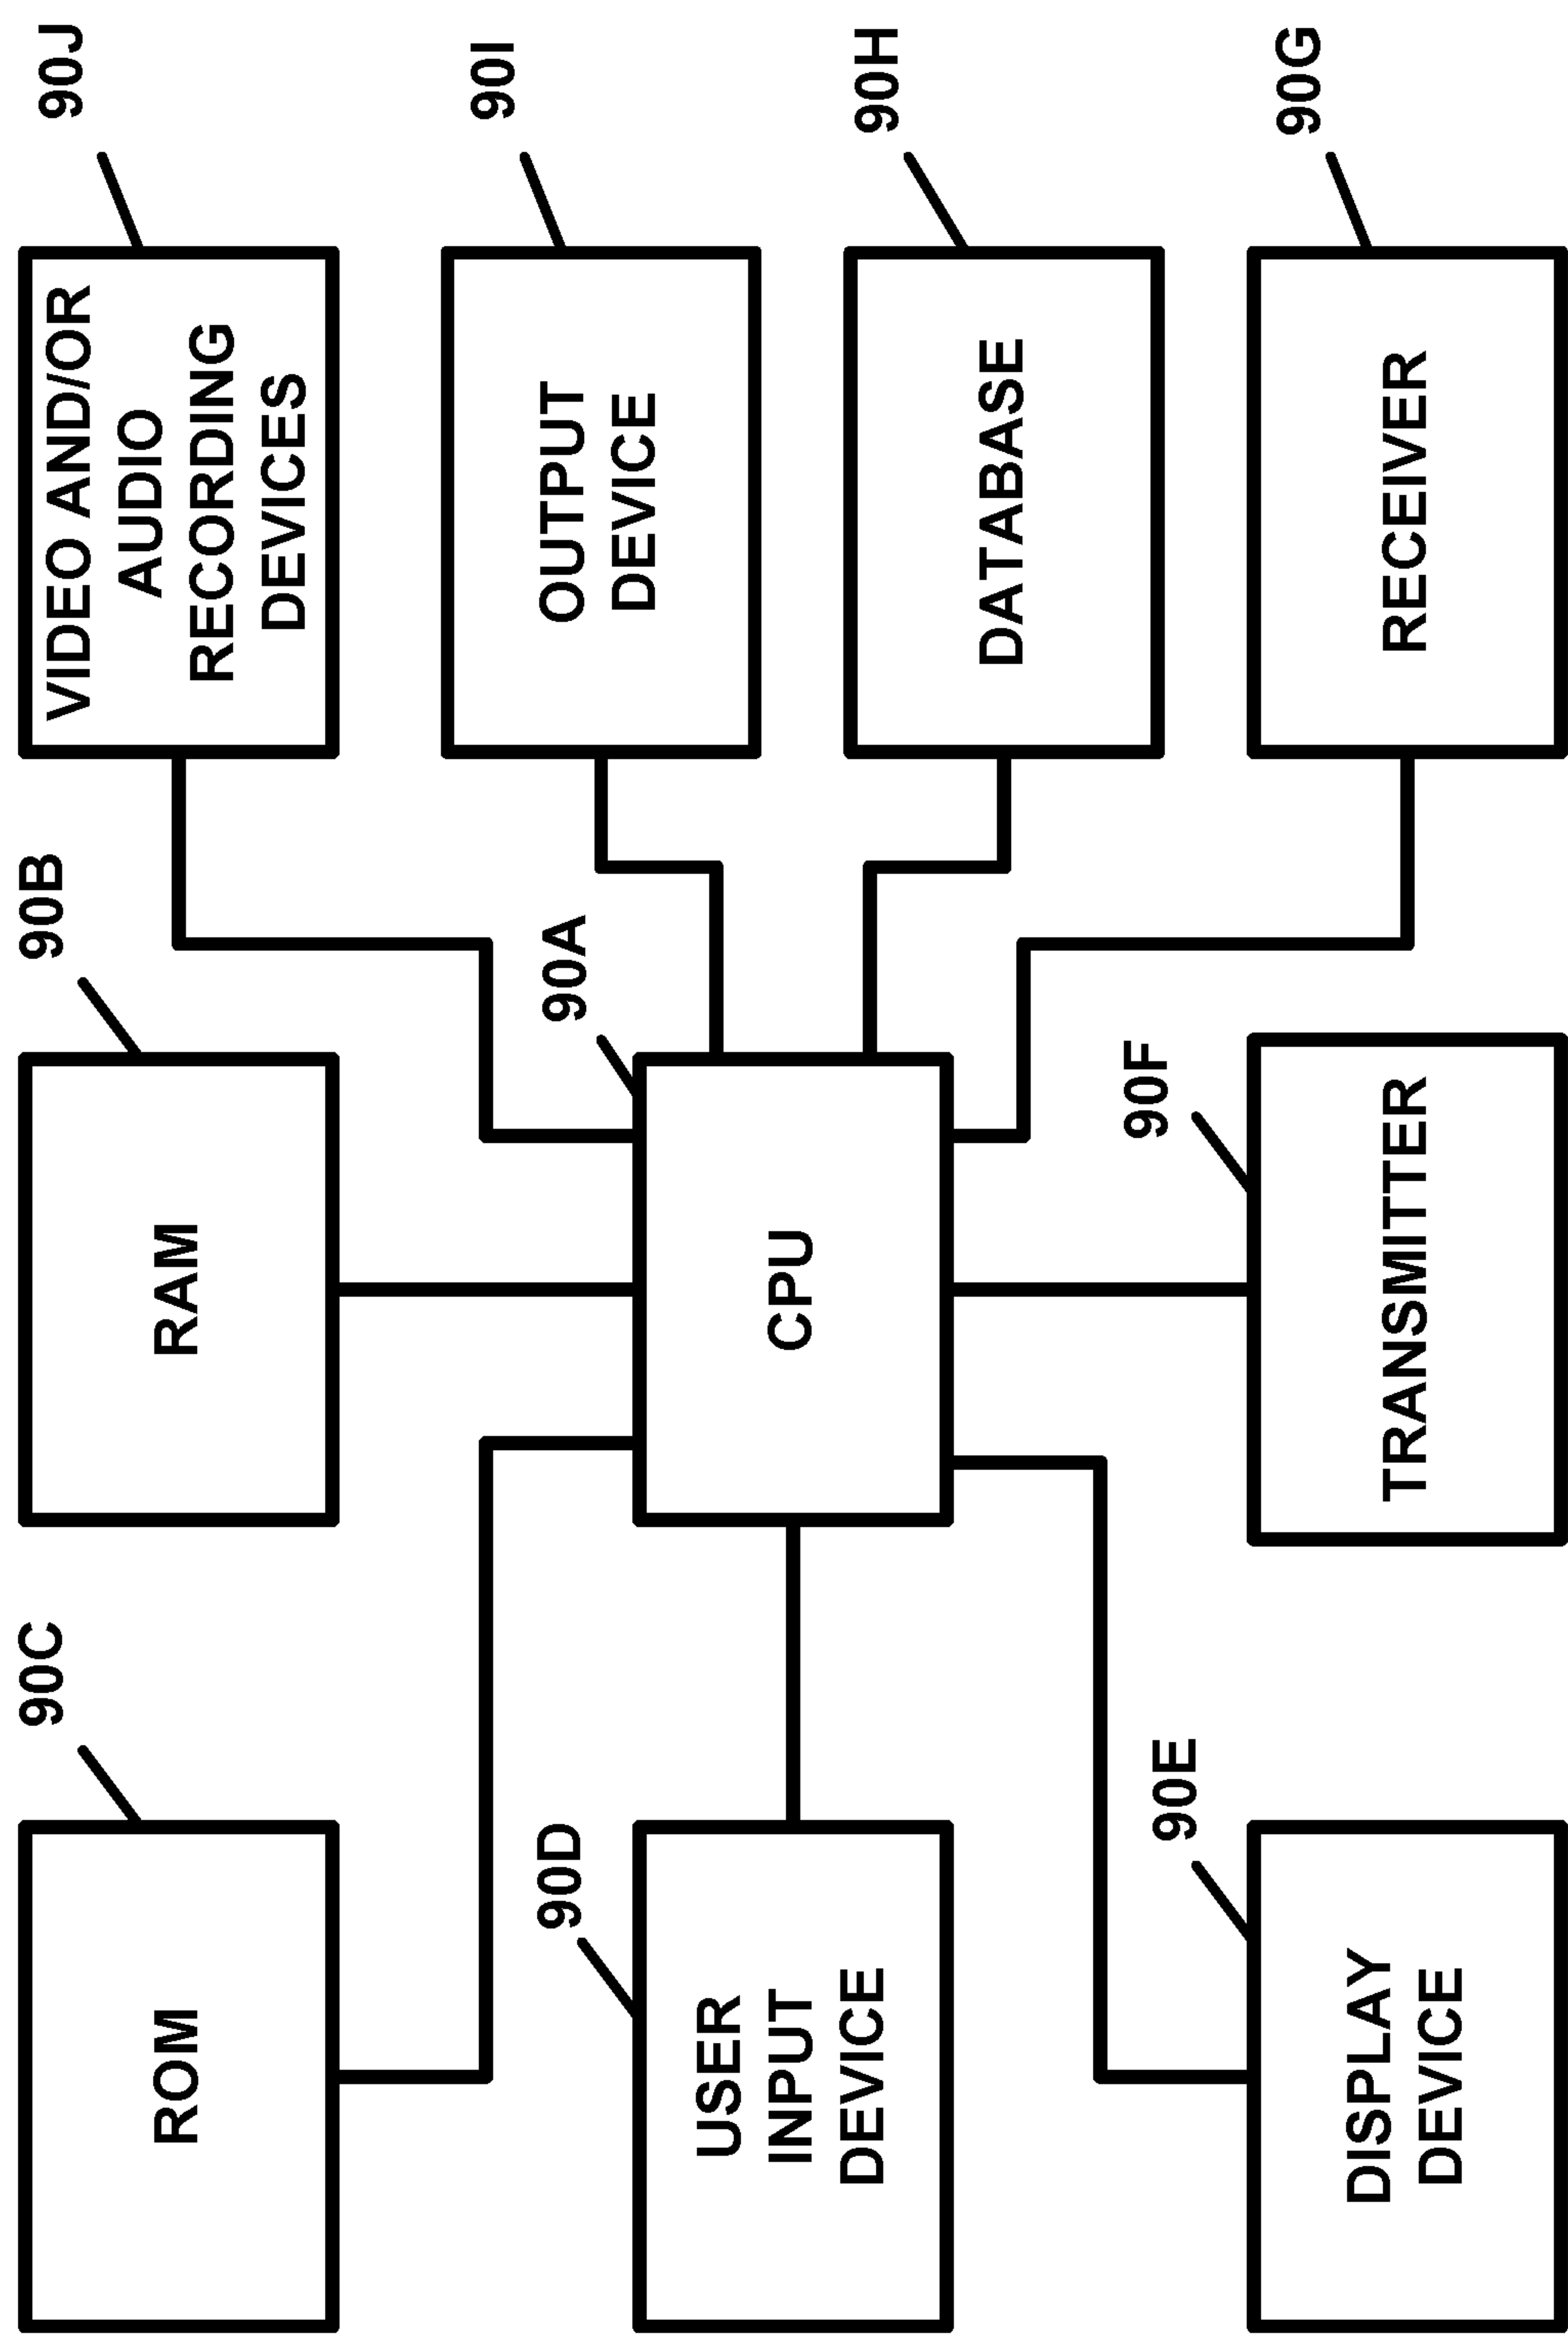 90C
ROM
90B
RAM
90J
VIDEO AND/OR
AUDIO
RECORDING
DEVICES
90D
USER
INPUT
DEVICE
90A
CPU
90I
OUTPUT
DEVICE
90H
DATABASE
90E
DISPLAY
DEVICE
90F
TRANSMITTER
90G
RECEIVER